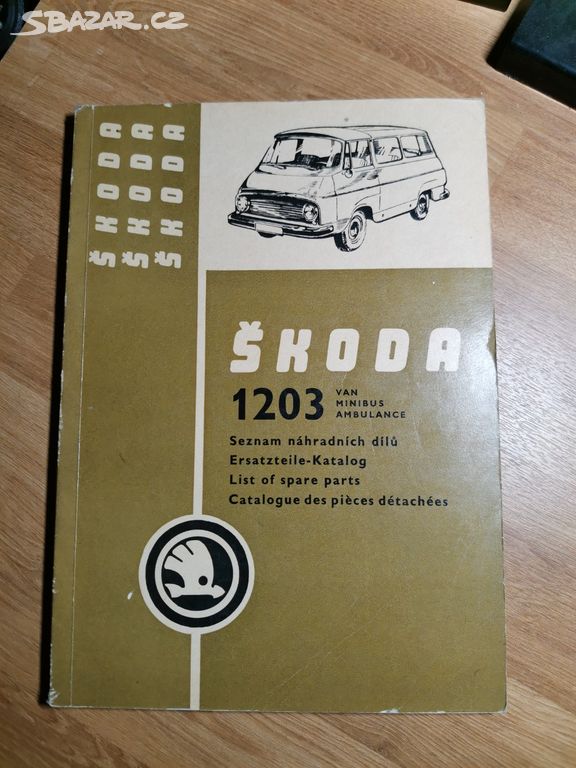 SBAZAR.CZ
ŠKODA
ŠKODA
ŠKODA
ŠKODA
1203
VAN
MINIBUS
AMBULANCE
Seznam náhradních dílů
Ersatzteile-Katalog
List of spare parts
Catalogue des pièces détachées